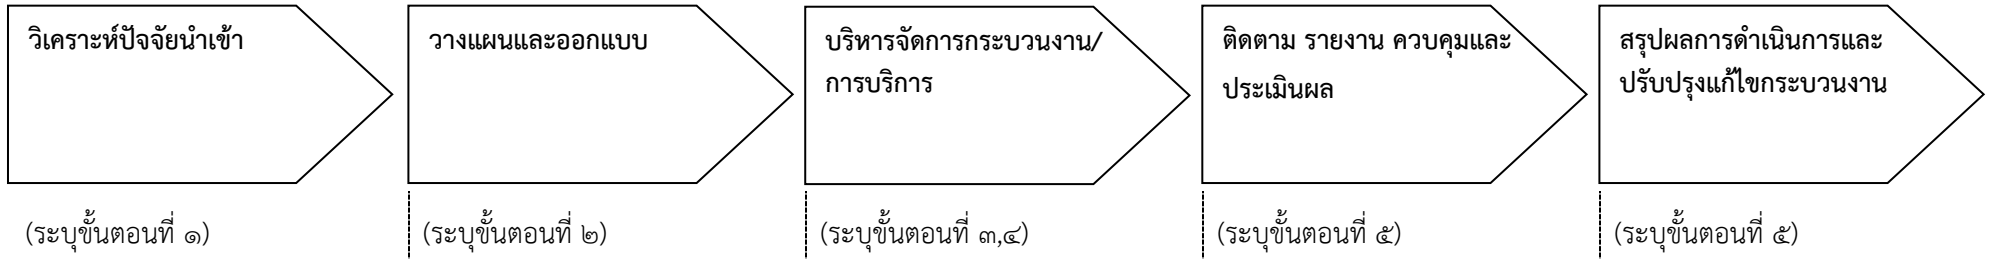 วิเคราะห์ปัจจัยนำเข้า
วางแผนและออกแบบ
บริหารจัดการกระบวนงาน/
การบริการ
ติดตาม รายงาน ควบคุมและ
ประเมินผล
สรุปผลการดำเนินการและ
ปรับปรุงแก้ไขกระบวนงาน
(ระบุขั้นตอนที่ ๑)
(ระบุขั้นตอนที่ ๒)
(ระบุขั้นตอนที่ ๓,๔)
(ระบุขั้นตอนที่ ๕)
(ระบุขั้นตอนที่ ๕)